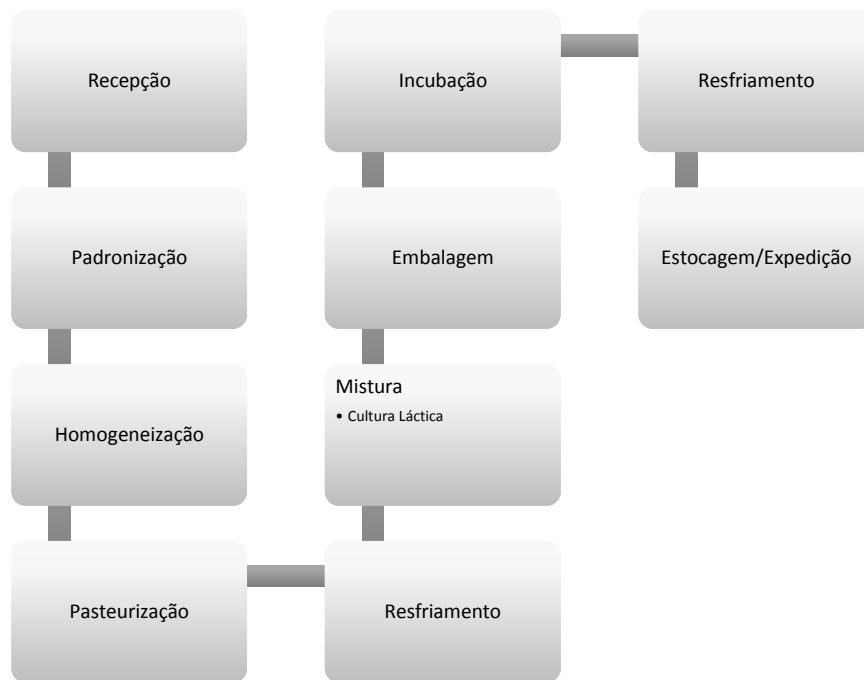 Recepção
Padronização
Homogeneização
Pasteurização
Resfriamento
Mistura
• Cultura Láctica
Embalagem
Incubação
Resfriamento
Estocagem/Expedição